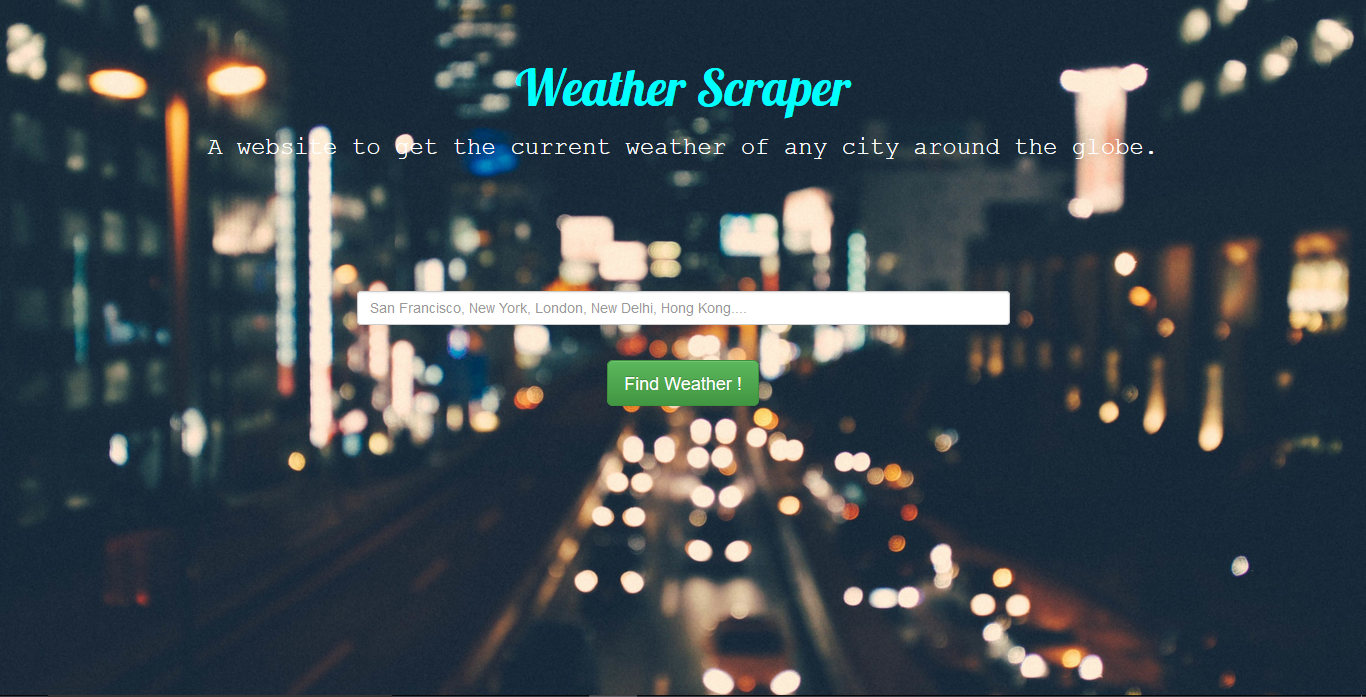 Weather Scraper
A website to get the current weather of any city around the globe.
San Francisco, New York, London, New Delhi, Hong Kong....
Find Weather !